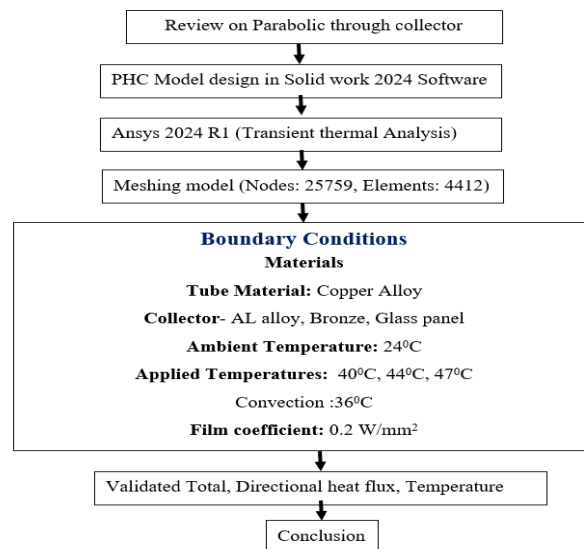 Review on Parabolic through collector
PHC Model design in Solid work 2024 Software
Ansys 2024 R1 (Transient thermal Analysis)
Meshing model (Nodes: 25759, Elements: 4412)
Boundary Conditions
Materials
Tube Material: Copper Alloy
Collector- AL alloy, Bronze, Glass panel
Ambient Temperature: 24⁰C
Applied Temperatures: 40⁰C, 44⁰C, 47⁰C
Convection :36⁰C
Film coefficient: 0.2 W/mm²
Validated Total, Directional heat flux, Temperature
Conclusion